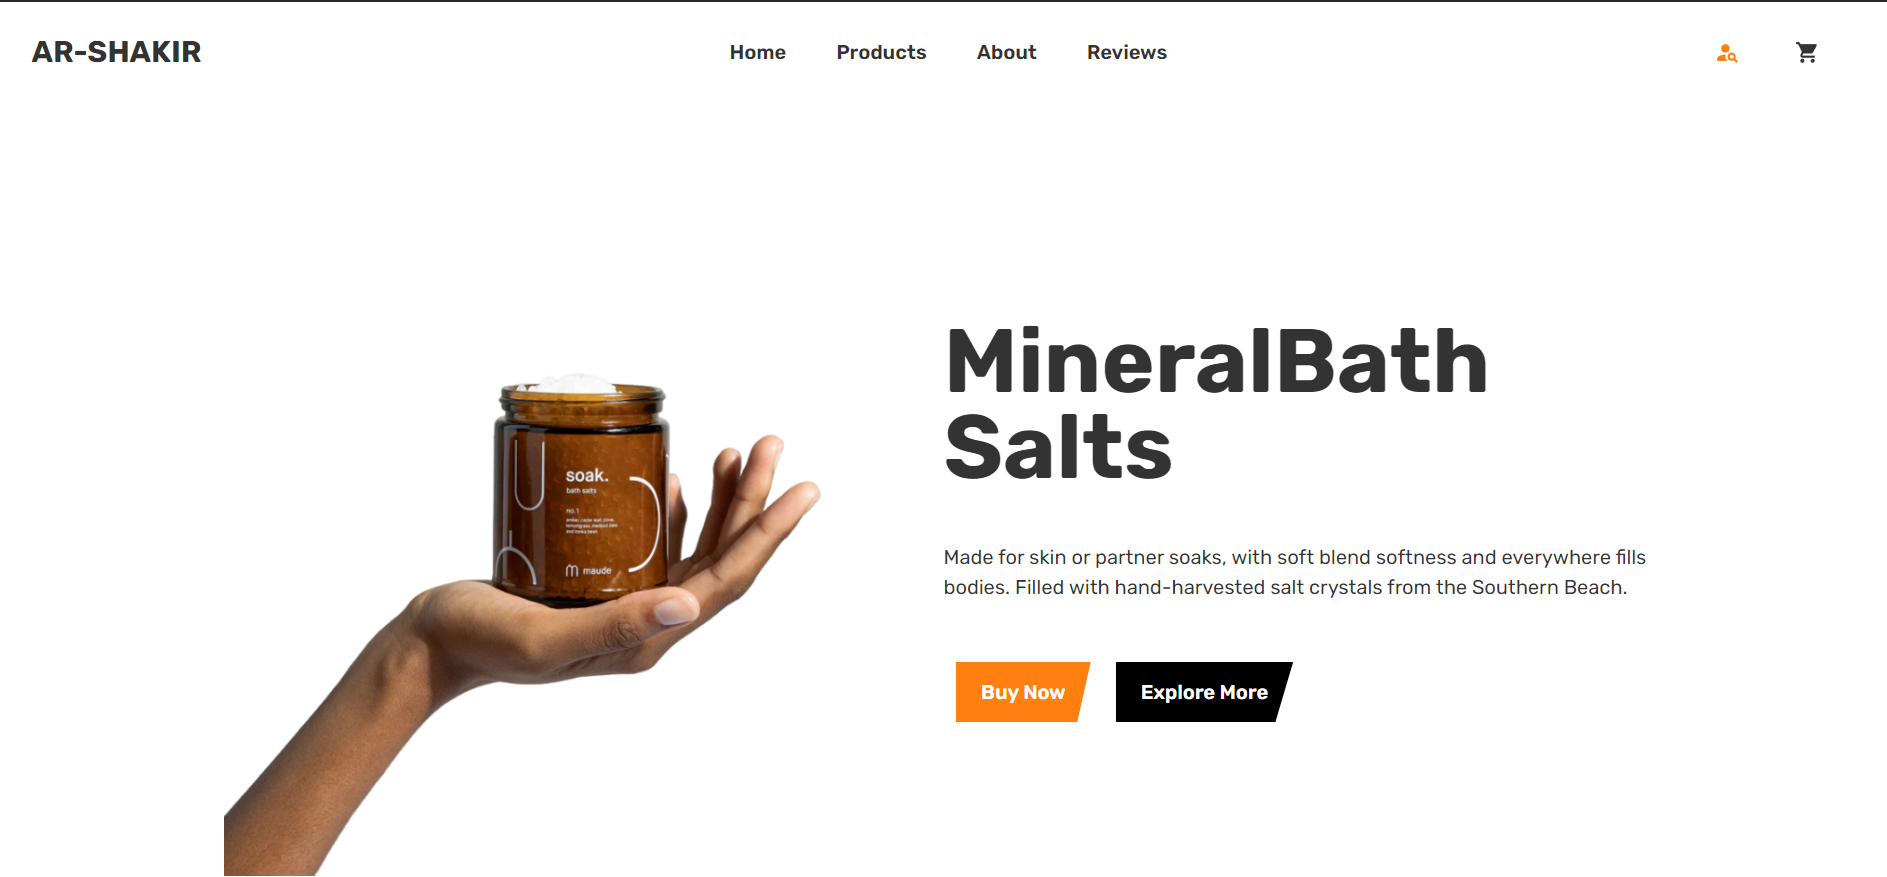 AR-SHAKIR
Home Products About Reviews
MineralBath
Salts
soak.
bath salts
no.1
maude
Made for skin or partner soaks, with soft blend softness and everywhere fills
bodies. Filled with hand-harvested salt crystals from the Southern Beach.
Buy Now Explore More